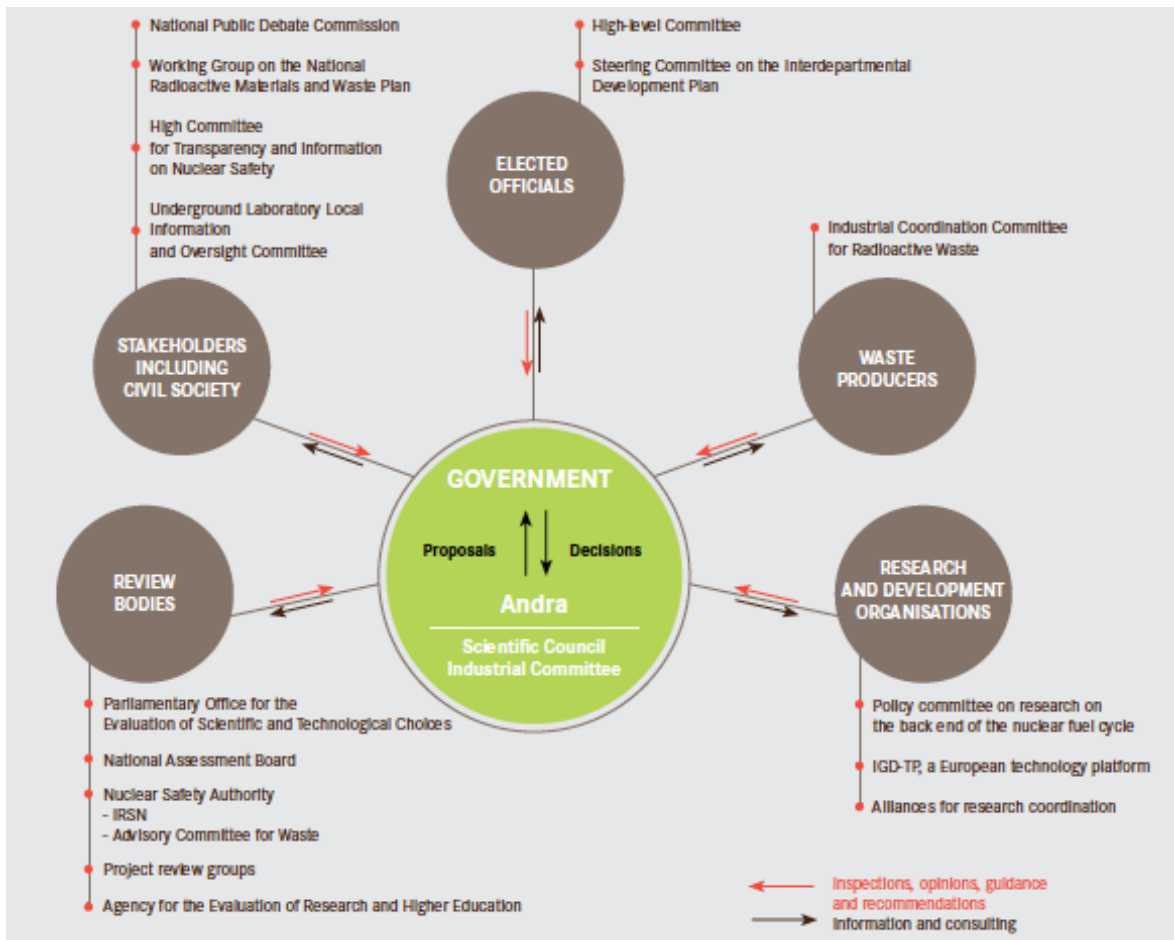 National Public Debate Commission
Working Group on the National
Radioactive Materials and Waste Plan
High Committee
for Transparency and Information
on Nuclear Safety
Underground Laboratory Local
Information
and Oversight Committee
STAKEHOLDERS
INCLUDING
CIVIL SOCIETY
High-level Committee
Steering Committee on the Interdepartmental
Development Plan
ELECTED
OFFICIALS
Industrial Coordination Committee
for Radioactive Waste
WASTE
PRODUCERS
GOVERNMENT
Proposals
Decisions
Andra
Scientific Council
Industrial Committee
REVIEW
BODIES
Parliamentary Office for the
Evaluation of Scientific and Technological Choices
National Assessment Board
Nuclear Safety Authority
- IRSN
- Advisory Committee for Waste
Project review groups
Agency for the Evaluation of Research and Higher Education
RESEARCH
AND DEVELOPMENT
ORGANISATIONS
Policy committee on research on
the back end of the nuclear fuel cycle
IGD-TP, a European technology platform
Alliances for research coordination
Inspections, opinions, guidance
and recommendations
Information and consulting